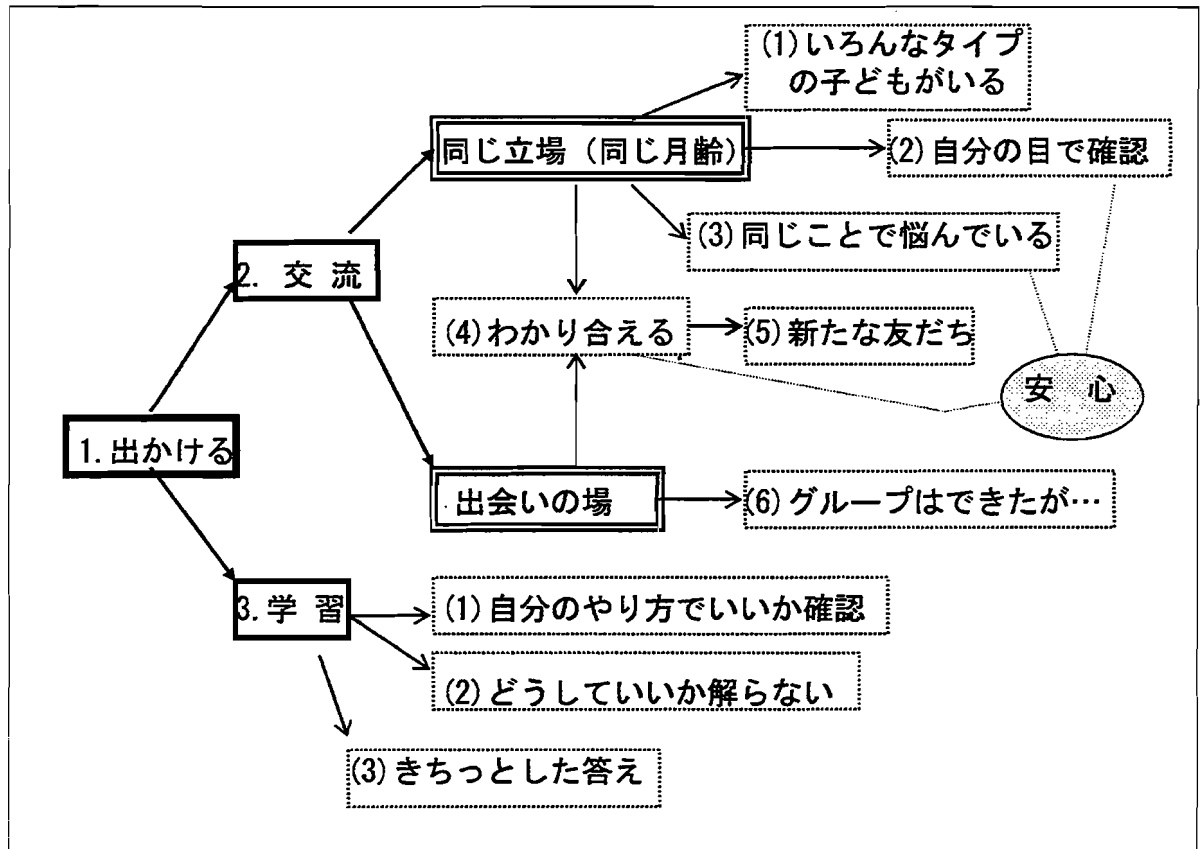 (1)いろんなタイプ
の子どもがいる
同じ立場（同じ月齢）
(2)自分の目で確認
(3)同じことで悩んでいる
2. 交 流
(4)わかり合える
(5)新たな友だち
安 心
1.出かける
出会いの場
(6)グループはできたが…
3.学 習
(1)自分のやり方でいいか確認
(2)どうしていいか解らない
(3)きちっとした答え